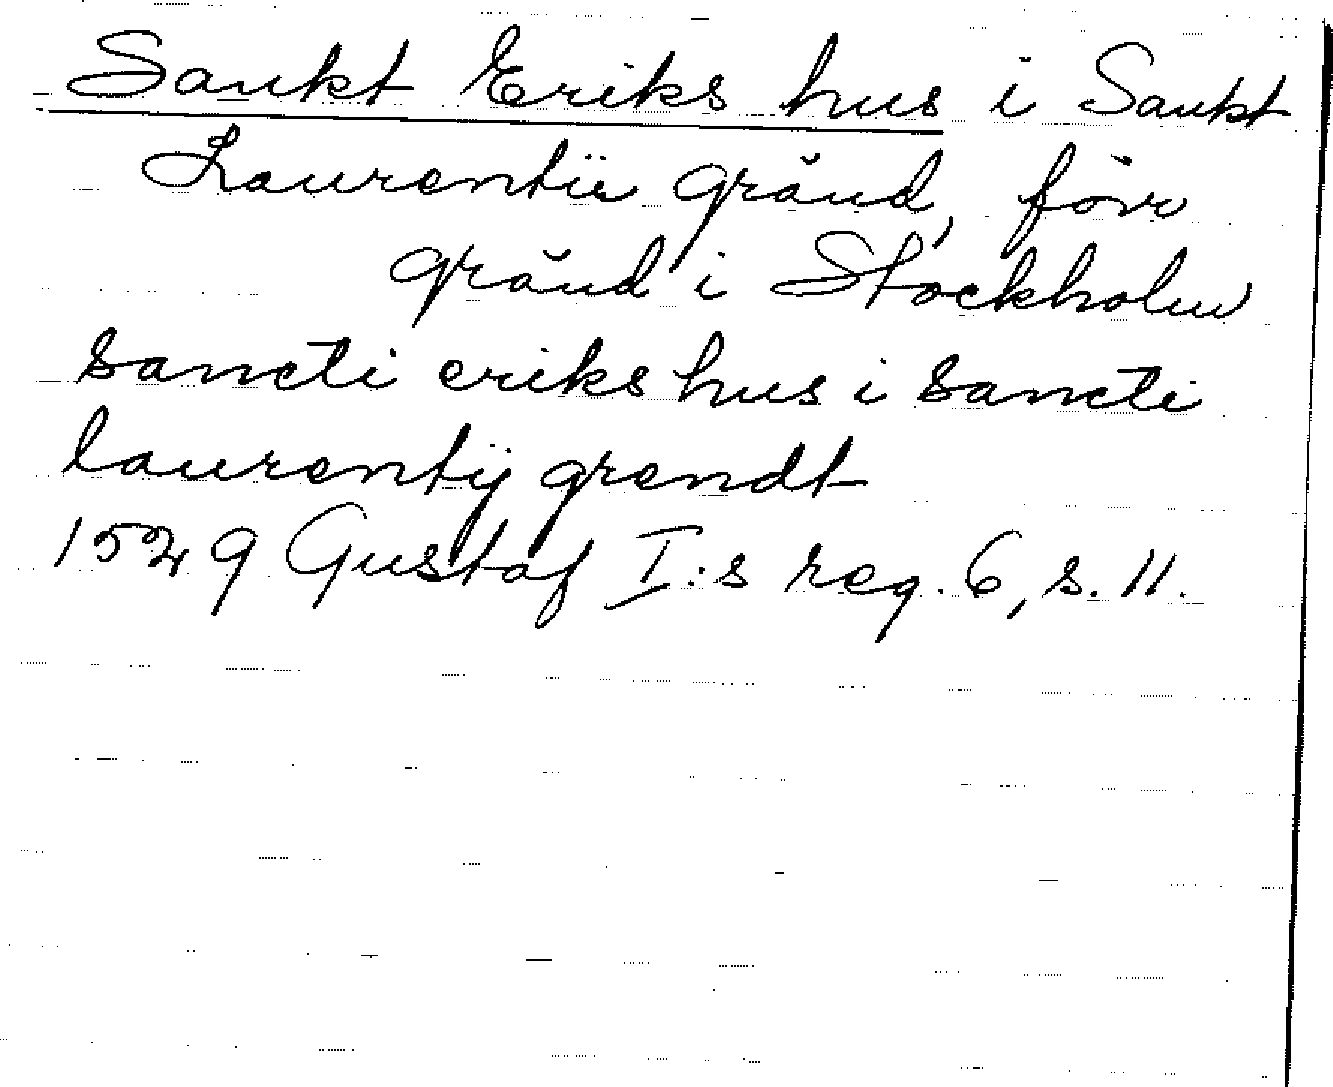 Sankt Eriks hus i Sankt
Laurentii gränd, förr
gränd i Stockholm
sancti eriks hus i sancti
laurentij grendt
1529 Gustaf I:s reg. 6, s. 11.